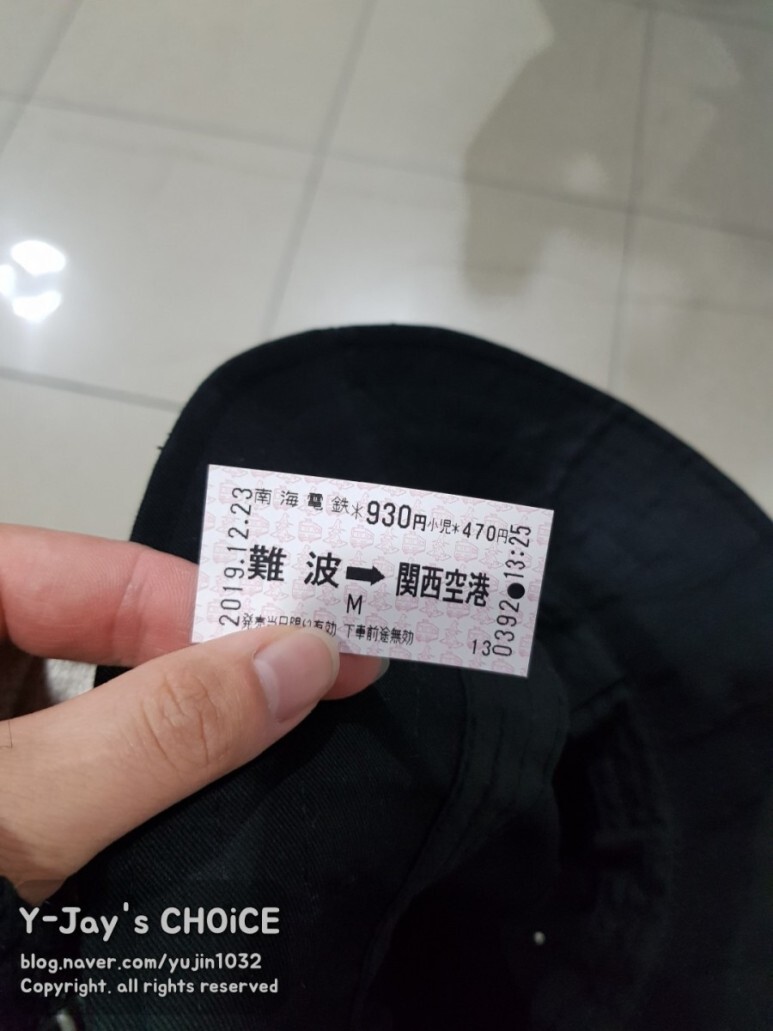 南海電鉄＊930円小児＊470円
2019.12.23
難波➡関西空港
M
発売当日限り有効 下車前途無効
13
0392●13:25
Y-Jay's CHOiCE
blog.naver.com/yujin1032
Copyright. all rights reserved